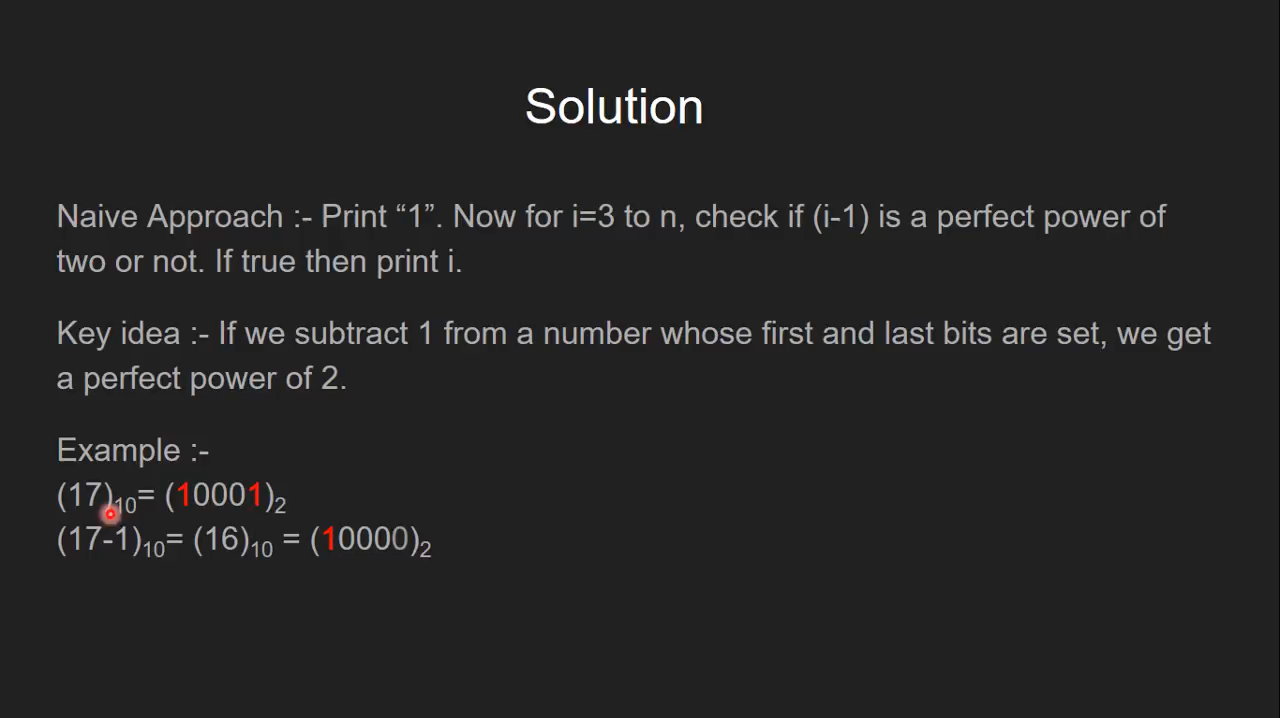 Solution
Naive Approach :- Print “1”. Now for i=3 to n, check if (i-1) is a perfect power of
two or not. If true then print i.
Key idea :- If we subtract 1 from a number whose first and last bits are set, we get
a perfect power of 2.
Example :-
(17)10= (10001)2
(17-1)10= (16)10 = (10000)2